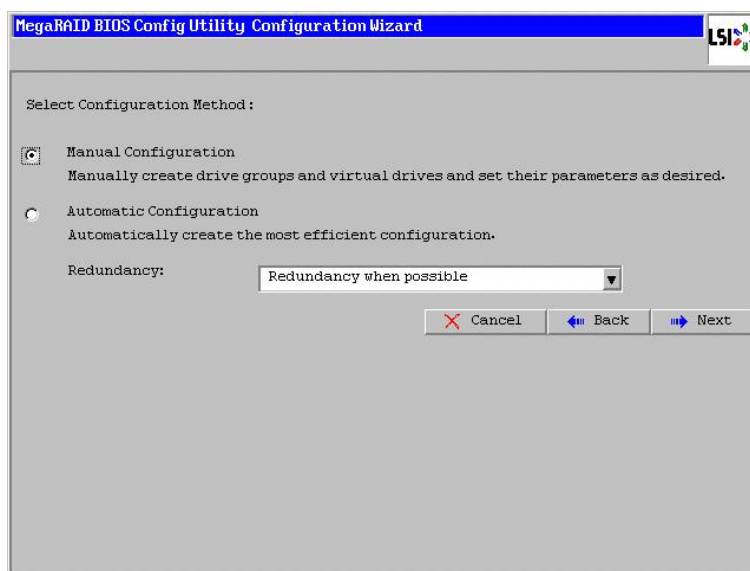 MegaRAID BIOS Config Utility Configuration Wizard
LSI
Select Configuration Method:
Manual Configuration
Manually create drive groups and virtual drives and set their parameters as desired.
Automatic Configuration
Automatically create the most efficient configuration.
Redundancy: Redundancy when possible
Cancel Back Next